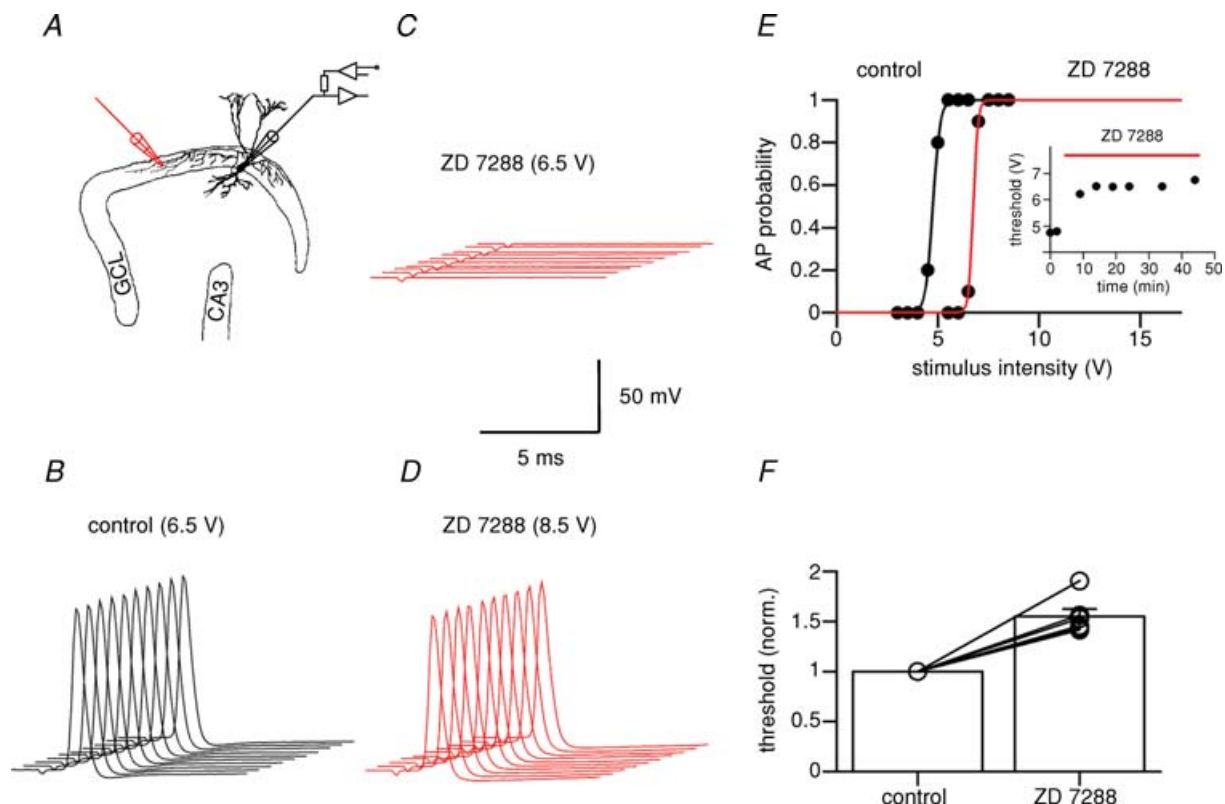 A
GCL
CA3
C
ZD 7288 (6.5 V)
50 mV
5 ms
B
control (6.5 V)
D
ZD 7288 (8.5 V)
E
control
ZD 7288
AP probability
1
0.8
0.6
0.4
0.2
0
0
5
10
15
stimulus intensity (V)
ZD 7288
threshold (V)
7
6
5
0
10
20
30
40
50
time (min)
F
threshold (norm.)
2
1.5
1
0.5
0
control
ZD 7288